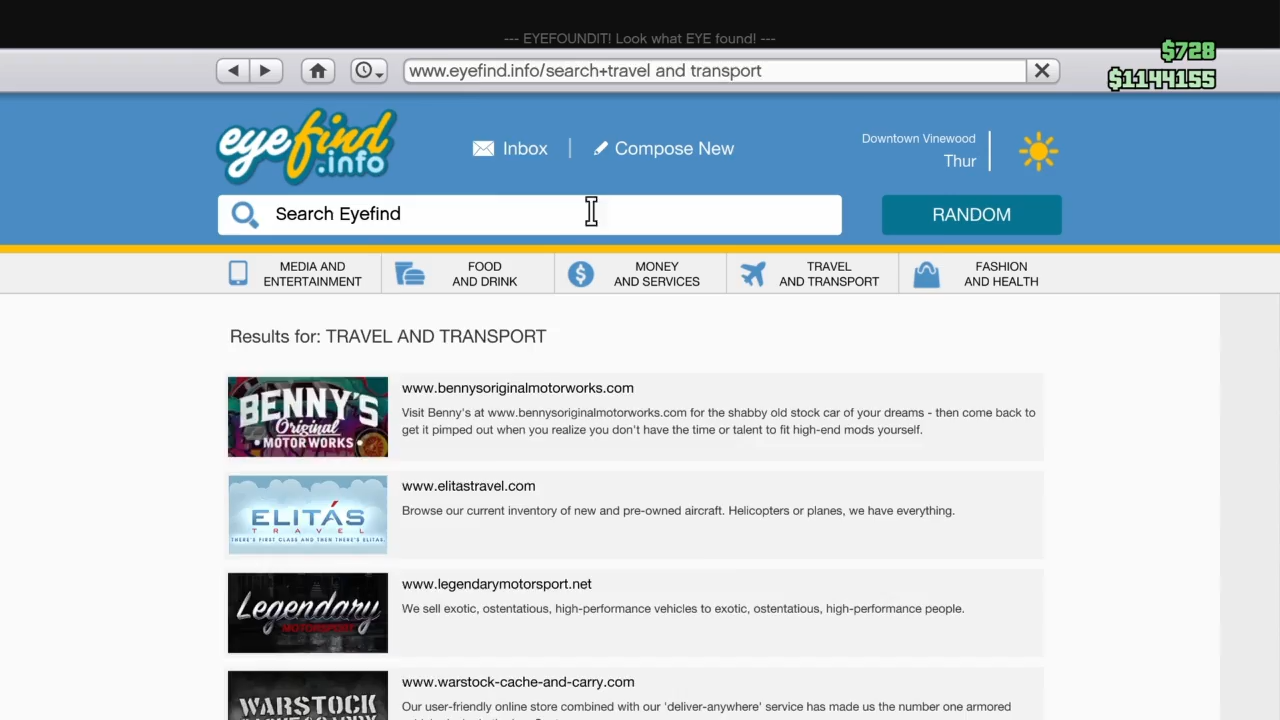 --- EYEFOUNDIT! Look what EYE found! ---
$728
www.eyefind.info/search+travel and transport
$1144155
eyefind
.info
Inbox
Compose New
Downtown Vinewood
Thur
Search Eyefind
RANDOM
MEDIA AND
ENTERTAINMENT
FOOD
AND DRINK
MONEY
AND SERVICES
TRAVEL
AND TRANSPORT
FASHION
AND HEALTH
Results for: TRAVEL AND TRANSPORT
BENNY'S
Original
MOTORWORKS
www.bennysoriginalmotorworks.com
Visit Benny's at www.bennysoriginalmotorworks.com for the shabby old stock car of your dreams - then come back to
get it pimped out when you realize you don't have the time or talent to fit high-end mods yourself.
ELITÁS
TRAVEL
THERE'S FIRST CLASS AND THEN THERE'S ELITAS.
www.elitastravel.com
Browse our current inventory of new and pre-owned aircraft. Helicopters or planes, we have everything.
Legendary
MOTORSPORT
www.legendarymotorsport.net
We sell exotic, ostentatious, high-performance vehicles to exotic, ostentatious, high-performance people.
WARSTOCK
www.warstock-cache-and-carry.com
Our user-friendly online store combined with our 'deliver-anywhere' service has made us the number one armored